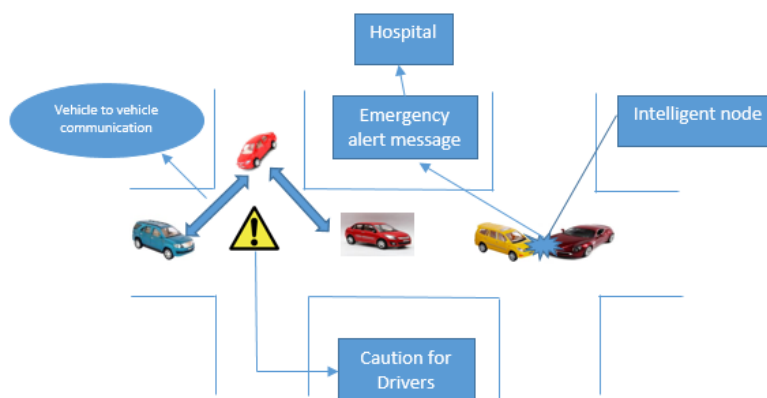 Hospital
Vehicle to vehicle
communication
Emergency
alert message
Intelligent node
Caution for
Drivers